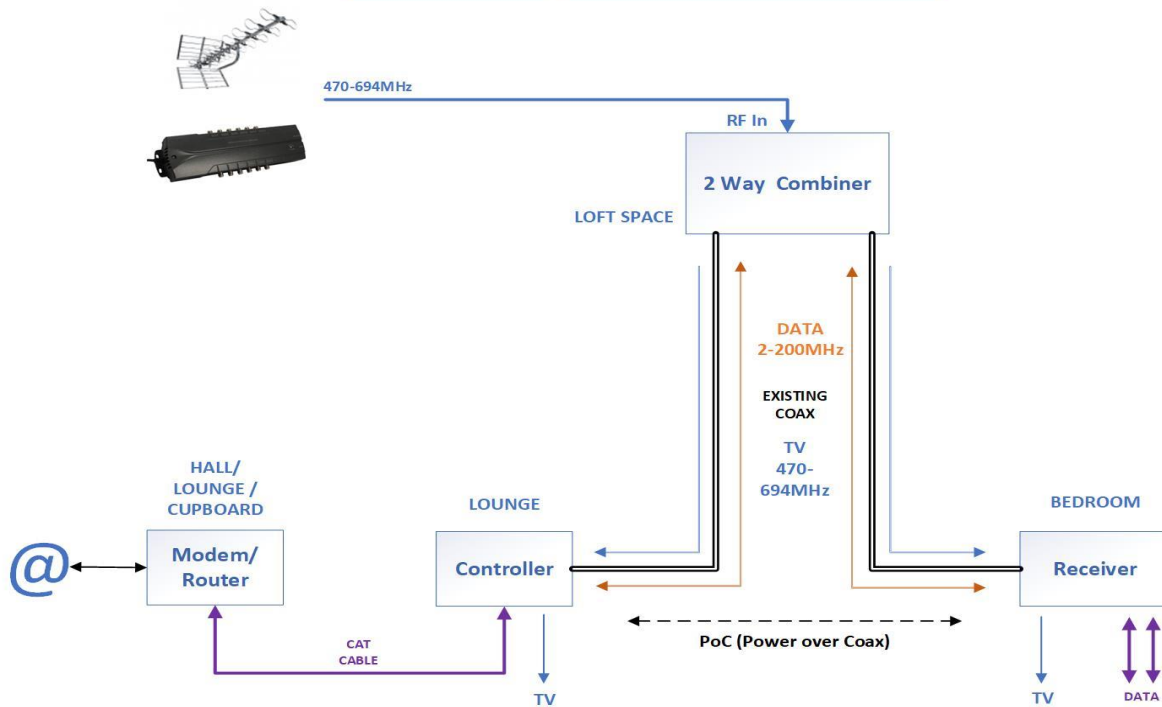 470-694MHz
RF In
2 Way Combiner
LOFT SPACE
DATA
2-200MHz
EXISTING
COAX
TV
470-
694MHz
HALL/
LOUNGE /
CUPBOARD
LOUNGE
BEDROOM
@
Modem/
Router
Controller
Receiver
PoC (Power over Coax)
CAT
CABLE
TV
TV
DATA